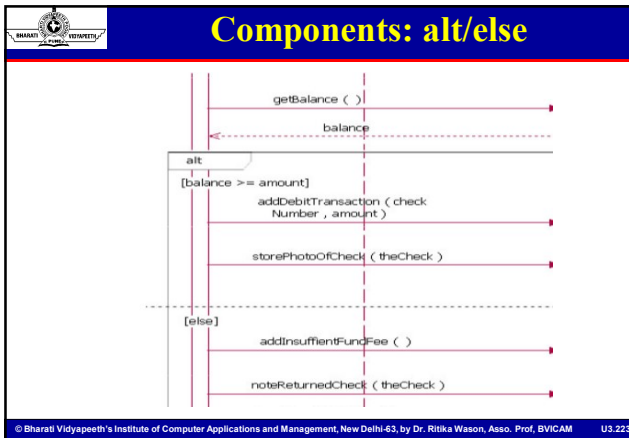 BHARATI VIDYAPEETH
PUNE
Components: alt/else
getBalance ( )
balance
alt
[balance >= amount]
addDebitTransaction ( check
Number , amount )
storePhotoOfCheck ( theCheck )
[else]
addInsuffientFundFee ( )
noteReturnedCheck ( theCheck )
© Bharati Vidyapeeth's Institute of Computer Applications and Management, New Delhi-63, by Dr. Ritika Wason, Asso. Prof, BVICAM U3.223